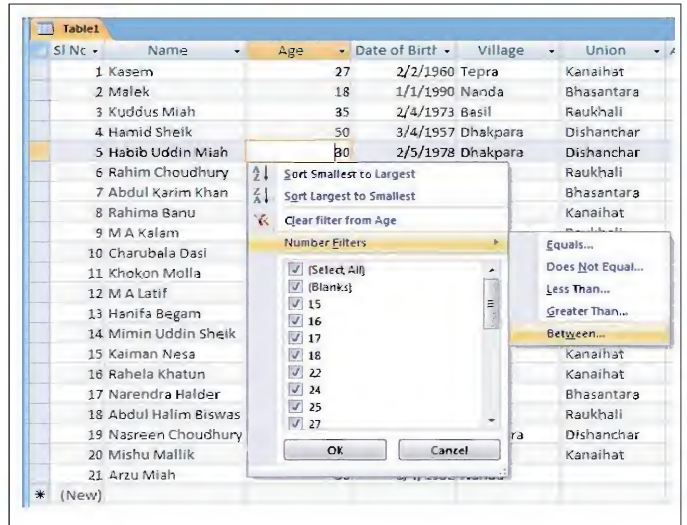 Table1
Sl Nc Name Age Date of Birth Village Union A
1 Kasem 27 2/2/1960 Tepra Kanaihat
2 Malek 18 1/1/1990 Nanda Bhasantara
3 Kuddus Miah 35 2/4/1973 Basil Raukhali
4 Hamid Sheik 50 3/4/1957 Dhakpara Dishanchar
5 Habib Uddin Miah 30 2/5/1978 Dhakpara Dishanchar
6 Rahim Choudhury Sort Smallest to Largest Raukhali
7 Abdul Karim Khan Sort Largest to Smallest Bhasantara
8 Rahima Banu Clear filter from Age Kanaihat
9 M A Kalam Number Filters
10 Charubala Dasi (Select All) Equals...
11 Khokon Molla (Blanks) Does Not Equal...
12 M A Latif 15 Less Than...
13 Hanifa Begam 16 Greater Than...
14 Mimin Uddin Sheik 17 Between...
15 Kaiman Nesa 18 Kanaihat
16 Rahela Khatun 22 Kanaihat
17 Narendra Halder 24 Bhasantara
18 Abdul Halim Biswas 25 Raukhali
19 Nasreen Choudhury 27 ra Dishanchar
20 Mishu Mallik OK Cancel Kanaihat
21 Arzu Miah
* (New)